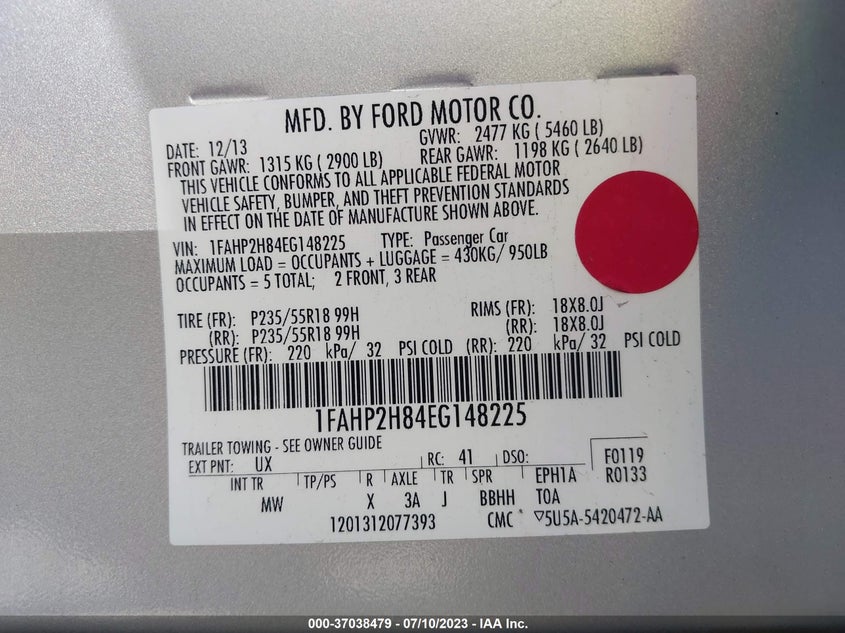 MFD. BY FORD MOTOR CO.
DATE: 12/13 GVWR: 2477 KG ( 5460 LB)
FRONT GAWR: 1315 KG ( 2900 LB) REAR GAWR: 1198 KG ( 2640 LB)
THIS VEHICLE CONFORMS TO ALL APPLICABLE FEDERAL MOTOR
VEHICLE SAFETY, BUMPER, AND THEFT PREVENTION STANDARDS
IN EFFECT ON THE DATE OF MANUFACTURE SHOWN ABOVE.
VIN: 1FAHP2H84EG148225 TYPE: Passenger Car
MAXIMUM LOAD = OCCUPANTS + LUGGAGE = 430KG/ 950LB
OCCUPANTS = 5 TOTAL; 2 FRONT, 3 REAR
TIRE (FR): P235/55R18 99H RIMS (FR): 18X8.0J
(RR): P235/55R18 99H (RR): 18X8.0J
PRESSURE (FR): 220 kPa/ 32 PSI COLD (RR): 220 kPa/ 32 PSI COLD
1FAHP2H84EG148225
TRAILER TOWING - SEE OWNER GUIDE
EXT PNT: UX RC: 41 DSO: F0119
R0133
INT TR TP/PS R AXLE TR SPR EPH1A
MW X 3A J BBHH T0A
1201312077393 CMC * ▽5U5A-5420472-AA
000-37038479 - 07/10/2023 - IAA Inc.